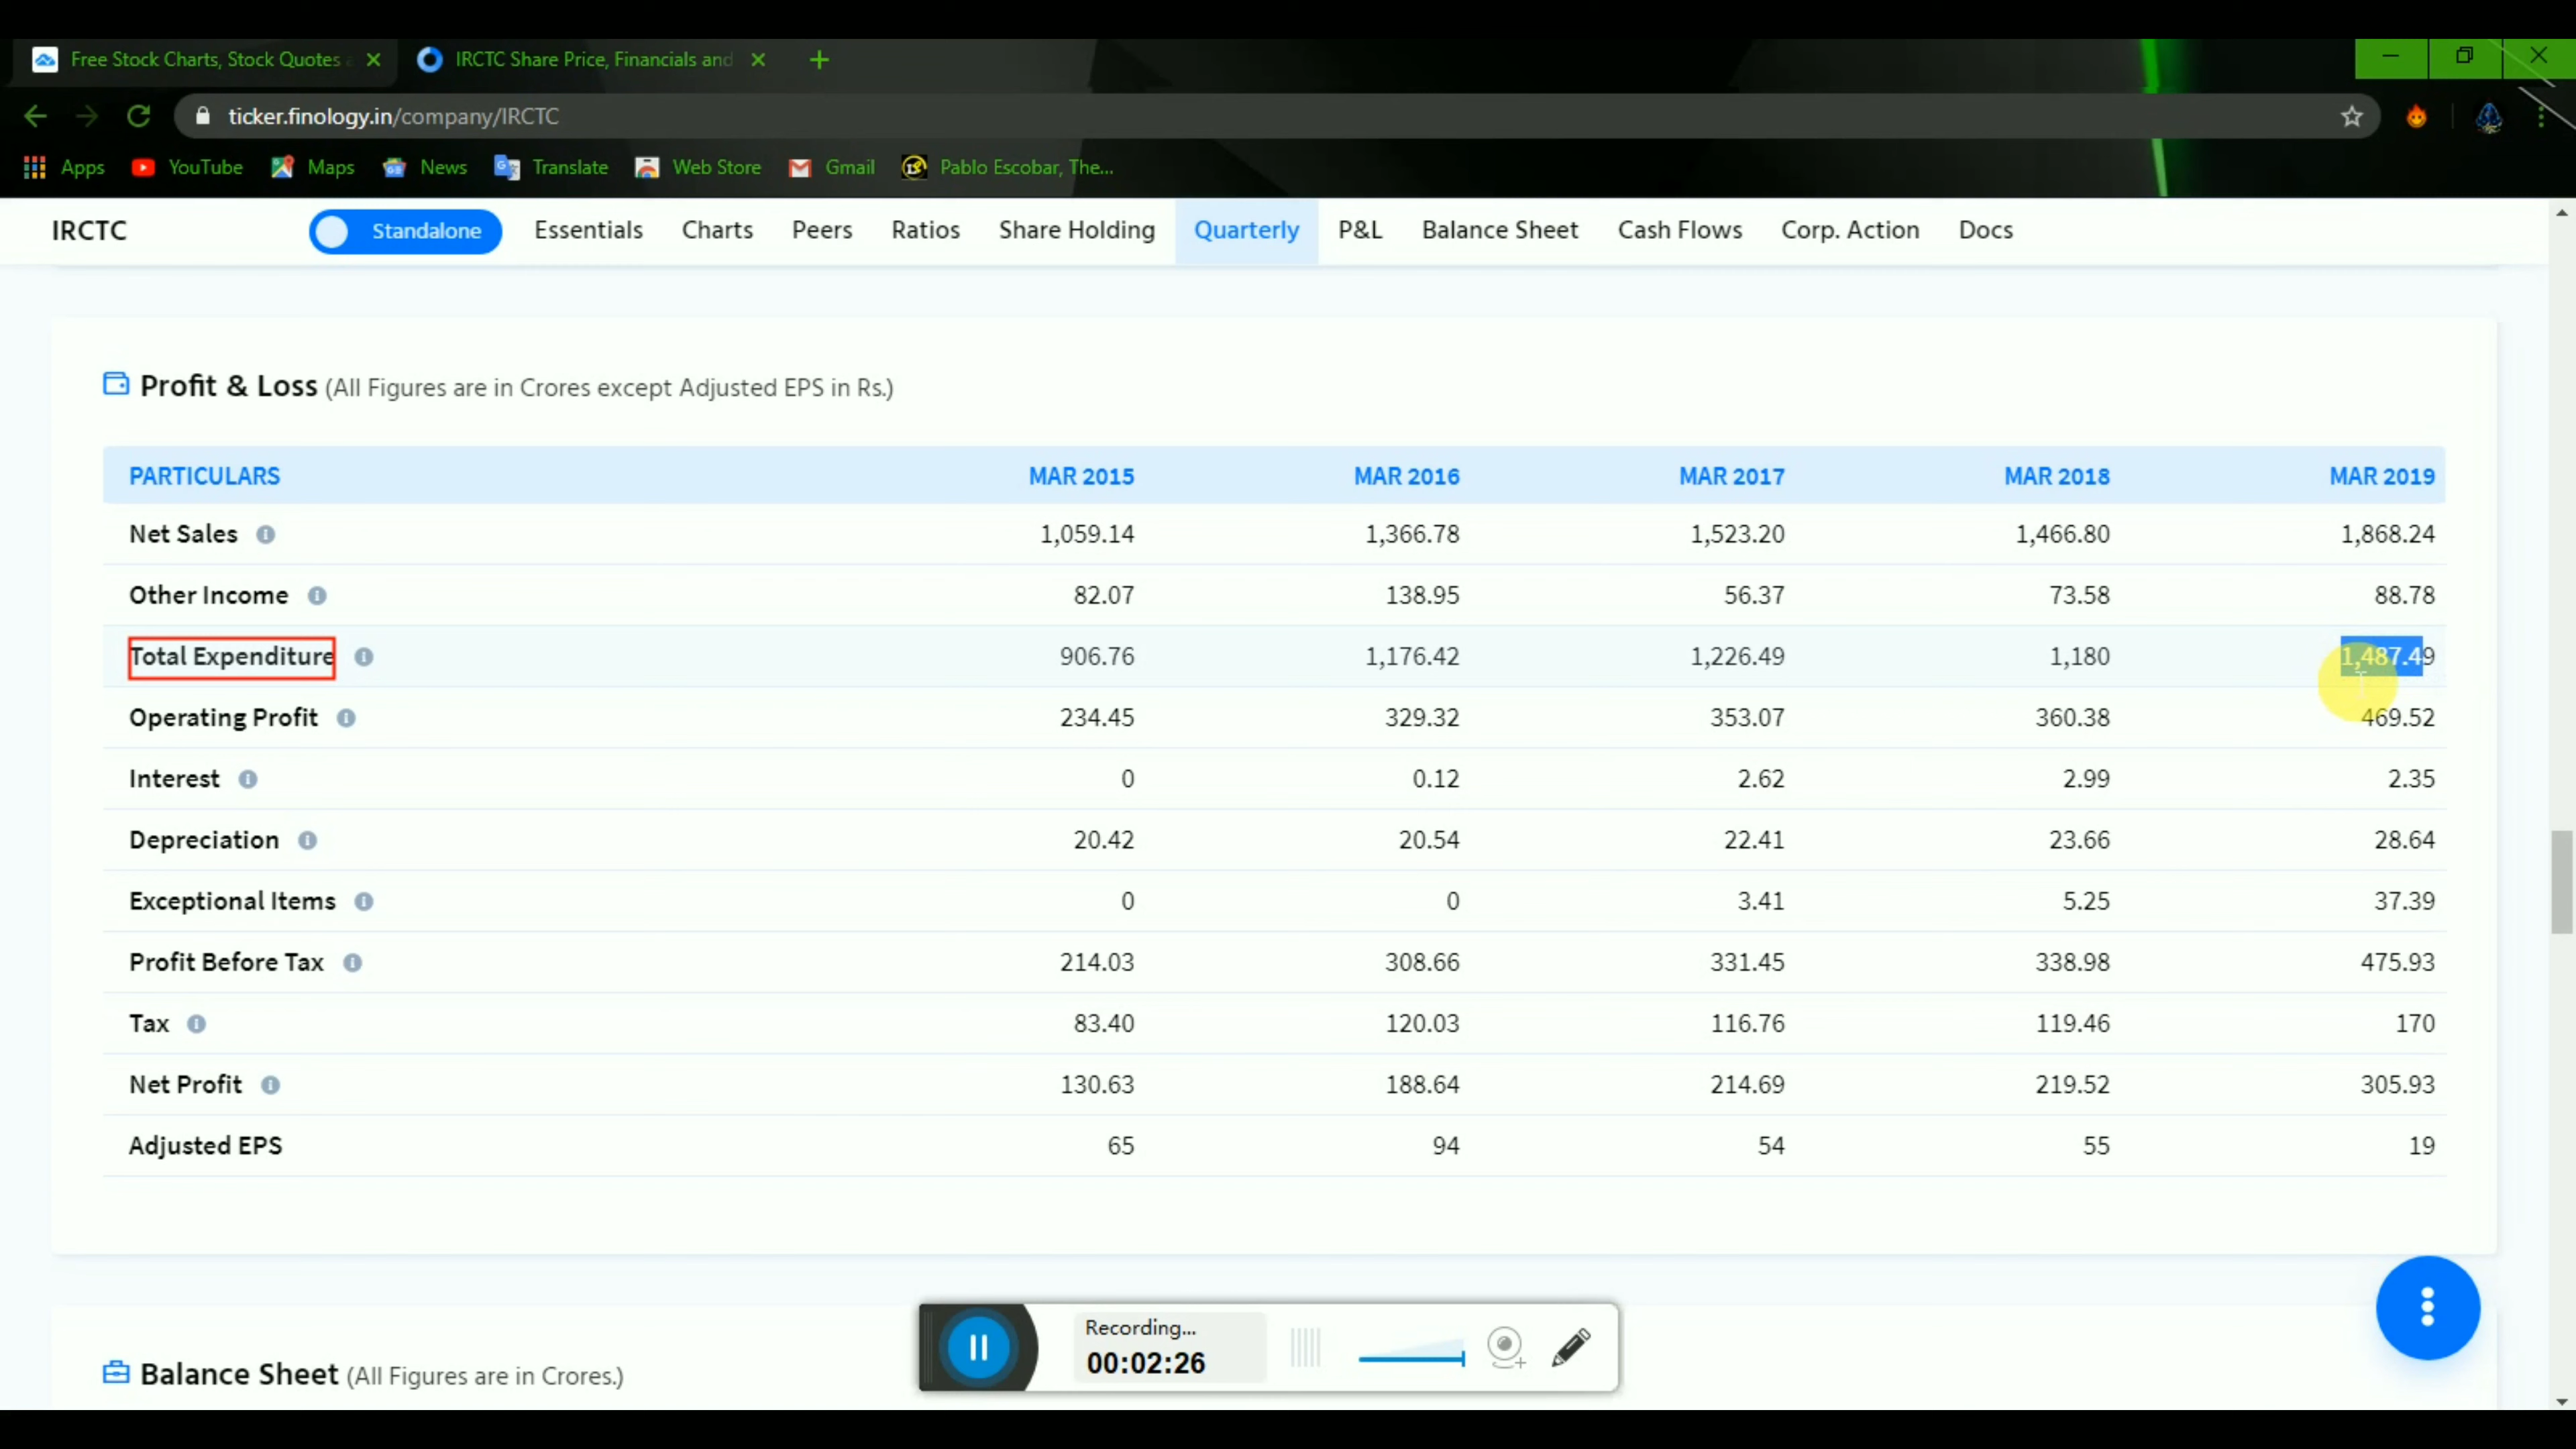 Free Stock Charts, Stock Quotes a
IRCTC Share Price, Financials and
ticker.finology.in/company/IRCTC
Apps YouTube Maps News Translate Web Store Gmail Pablo Escobar, The...
IRCTC Standalone Essentials Charts Peers Ratios Share Holding Quarterly P&L Balance Sheet Cash Flows Corp. Action Docs
Profit & Loss (All Figures are in Crores except Adjusted EPS in Rs.)
PARTICULARS MAR 2015 MAR 2016 MAR 2017 MAR 2018 MAR 2019
Net Sales 1,059.14 1,366.78 1,523.20 1,466.80 1,868.24
Other Income 82.07 138.95 56.37 73.58 88.78
Total Expenditure 906.76 1,176.42 1,226.49 1,180 1,487.49
Operating Profit 234.45 329.32 353.07 360.38 469.52
Interest 0 0.12 2.62 2.99 2.35
Depreciation 20.42 20.54 22.41 23.66 28.64
Exceptional Items 0 0 3.41 5.25 37.39
Profit Before Tax 214.03 308.66 331.45 338.98 475.93
Tax 83.40 120.03 116.76 119.46 170
Net Profit 130.63 188.64 214.69 219.52 305.93
Adjusted EPS 65 94 54 55 19
Balance Sheet (All Figures are in Crores.)
Recording...
00:02:26